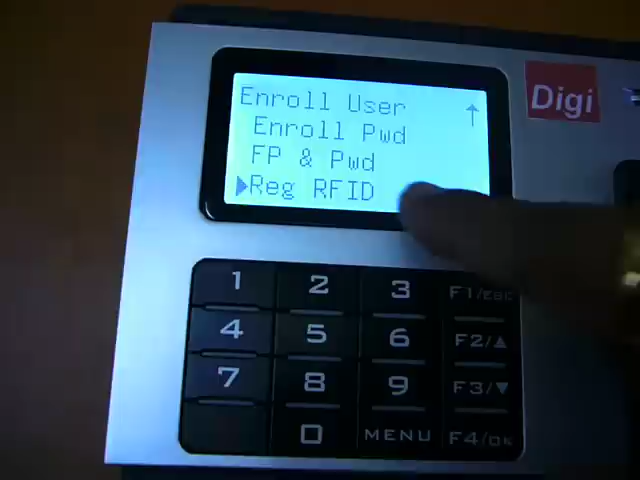 Enroll User ↑
Enroll Pwd
FP & Pwd
▶Reg RFID
Digi
1 2 3 F1/ESC
4 5 6 F2/▲
7 8 9 F3/▼
0 MENU F4/OK